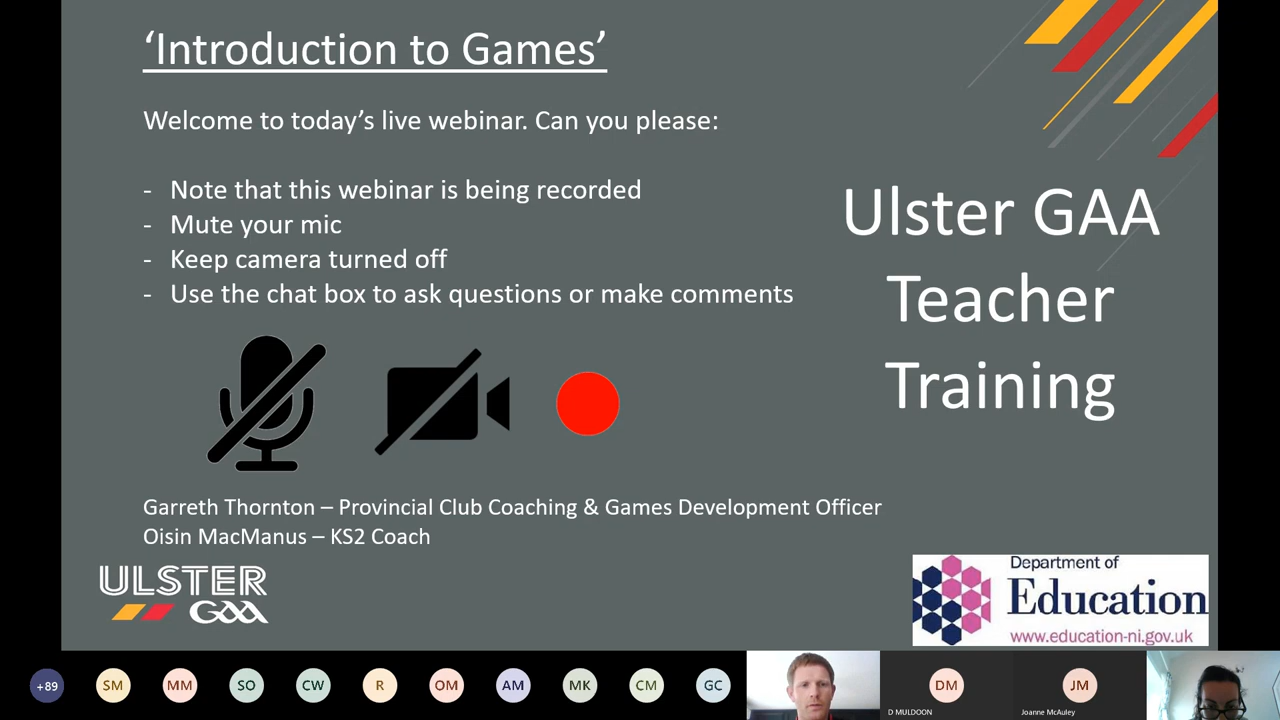 ‘Introduction to Games’
Welcome to today’s live webinar. Can you please:
- Note that this webinar is being recorded
- Mute your mic
- Keep camera turned off
- Use the chat box to ask questions or make comments
Ulster GAA
Teacher
Training
Garreth Thornton – Provincial Club Coaching & Games Development Officer
Oisin MacManus – KS2 Coach
ULSTER
GAA
Department of
Education
www.education-ni.gov.uk
+89 SM MM SO CW R OM AM MK CM GC DM JM
D MULDOON Joanne McAuley